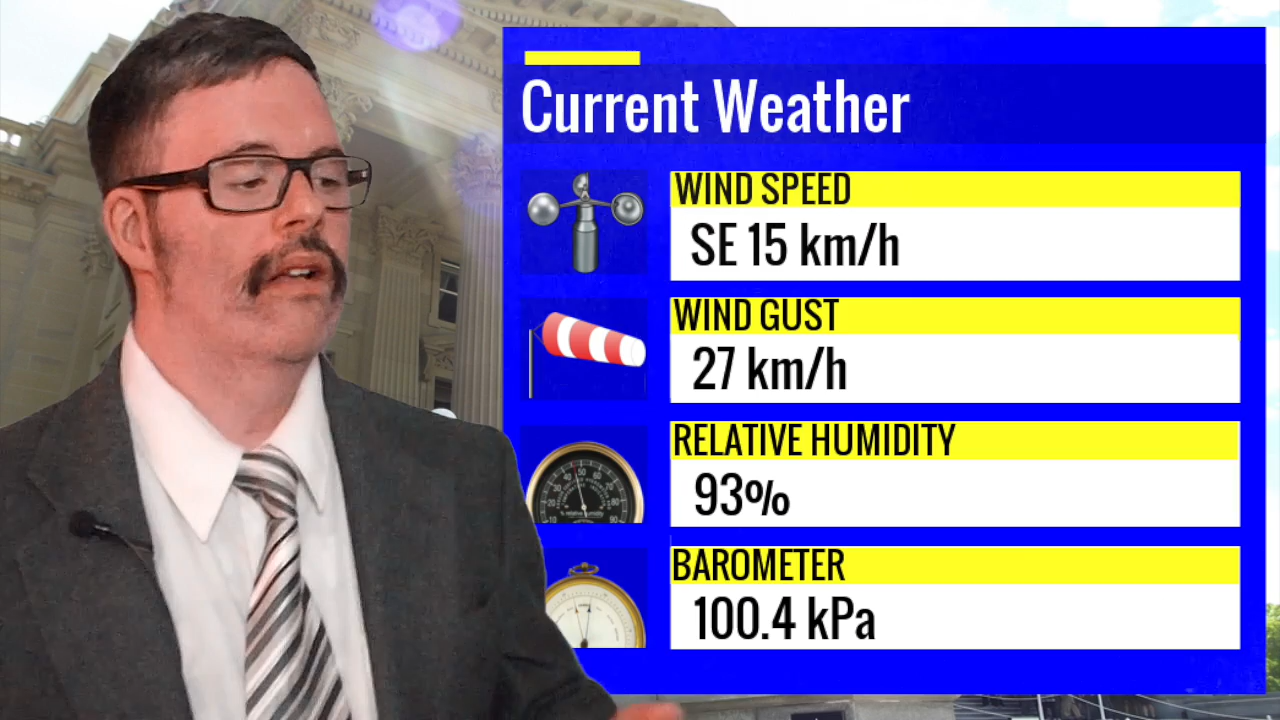 Current Weather
WIND SPEED
SE 15 km/h
WIND GUST
27 km/h
RELATIVE HUMIDITY
93%
BAROMETER
100.4 kPa